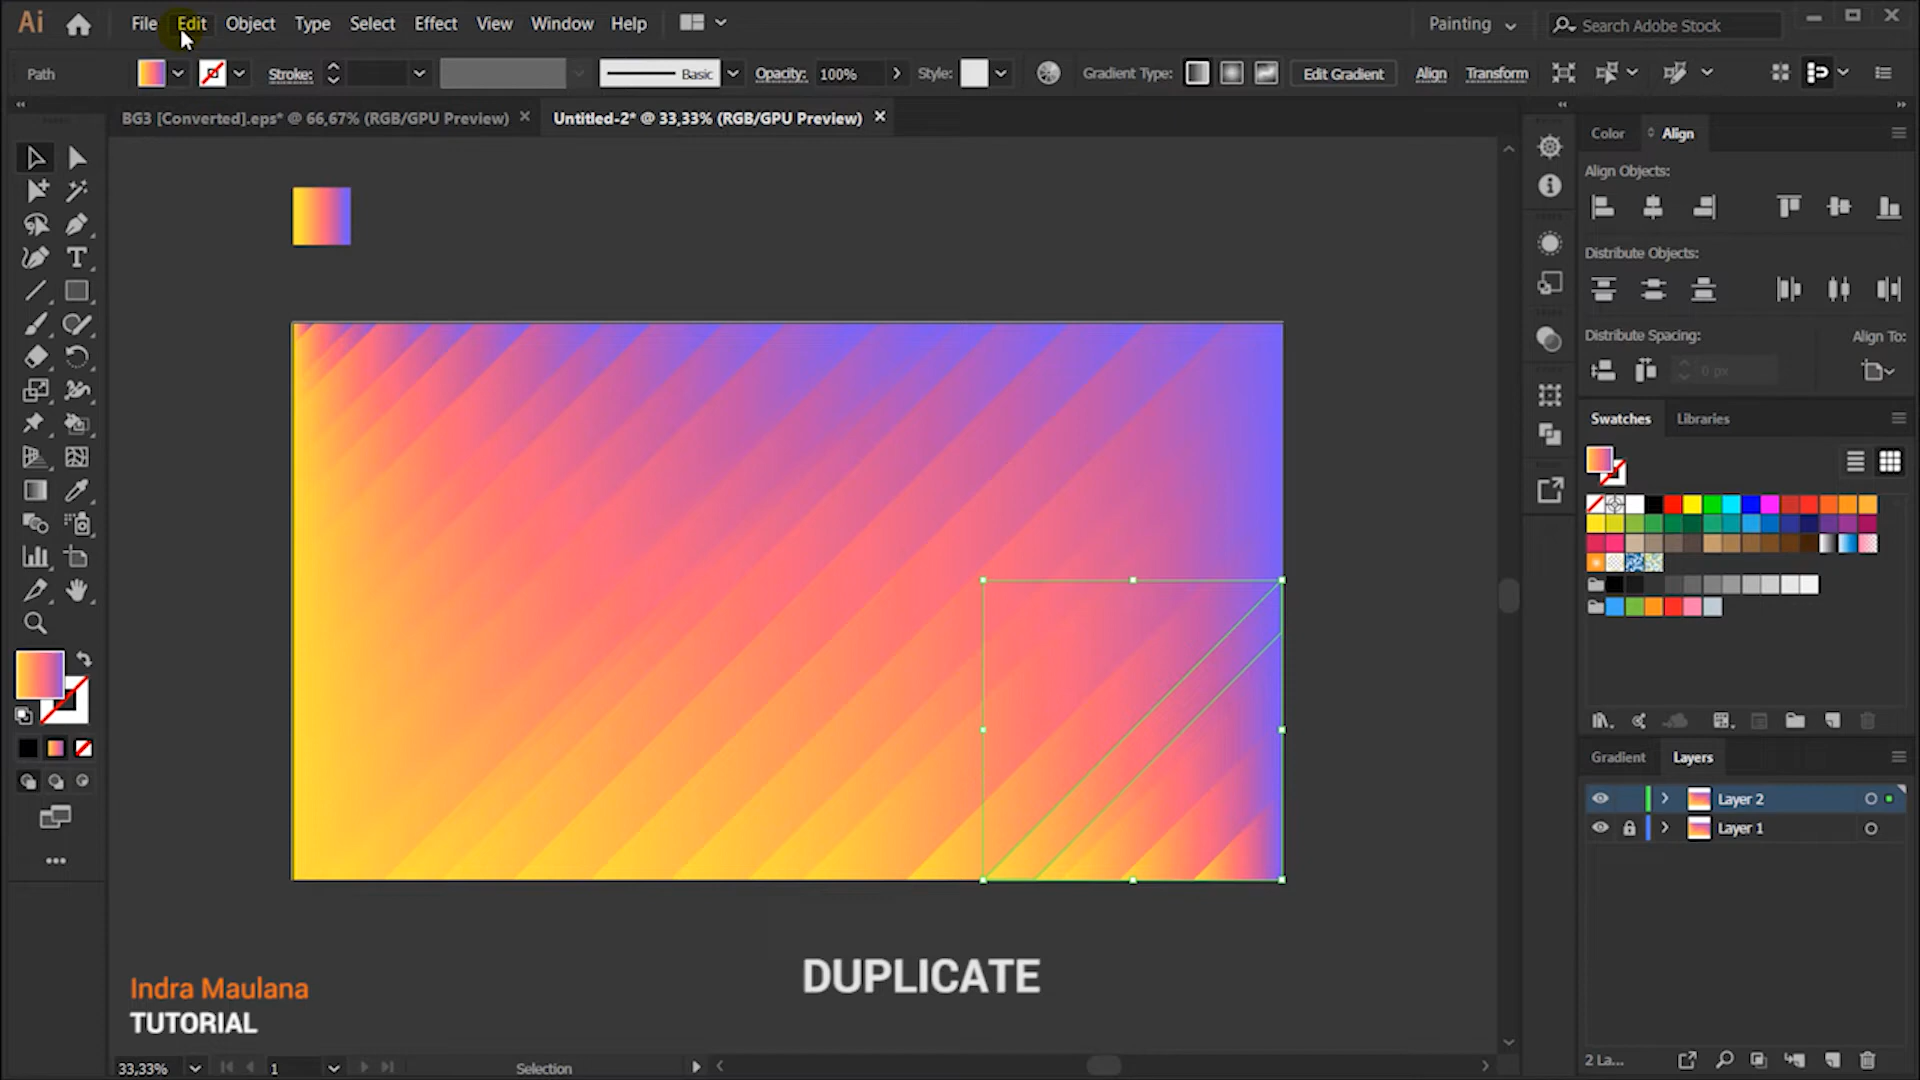 Ai File Edit Object Type Select Effect View Window Help Painting Search Adobe Stock
Path Stroke: Basic Opacity: 100% Style: Gradient Type: Edit Gradient Align Transform
BG3 [Converted].eps* @ 66,67% (RGB/GPU Preview) Untitled-2* @ 33,33% (RGB/GPU Preview)
Color Align
Align Objects:
Distribute Objects:
Distribute Spacing: Align To:
0 px
Swatches Libraries
Gradient Layers
Layer 2
Layer 1
DUPLICATE
Indra Maulana
TUTORIAL
33,33% 1 Selection 2 La...